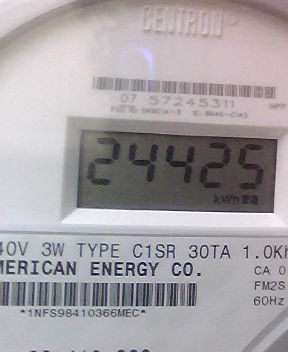 CENTRON®
07 57245311
24425
kWh
40V 3W TYPE C1SR 30TA 1.0Kh
MERICAN ENERGY CO.
CA 0
FM2S
60Hz
*1NFS98410366MEC*